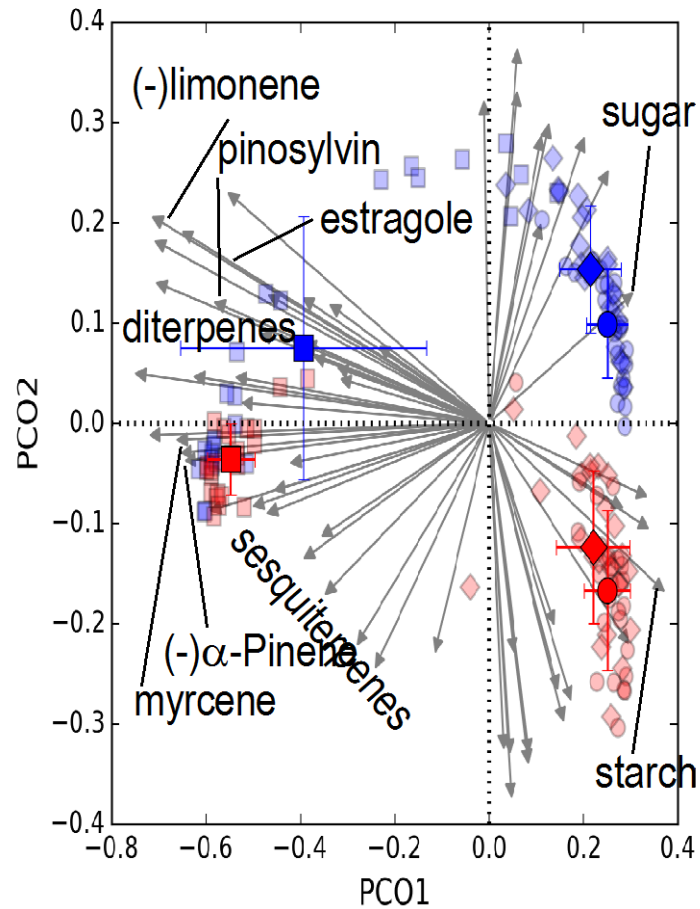 0.4
(-)limonene
0.3
sugar
pinosylvin
0.2
estragole
0.1
diterpenes
PCO2
0.0
−0.1
sesquiterpenes
−0.2
(-)α-Pinene
myrcene
−0.3
starch
−0.4
−0.8 −0.6 −0.4 −0.2 0.0 0.2 0.4
PCO1